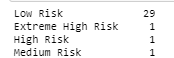 Low Risk 29
Extreme High Risk 1
High Risk 1
Medium Risk 1